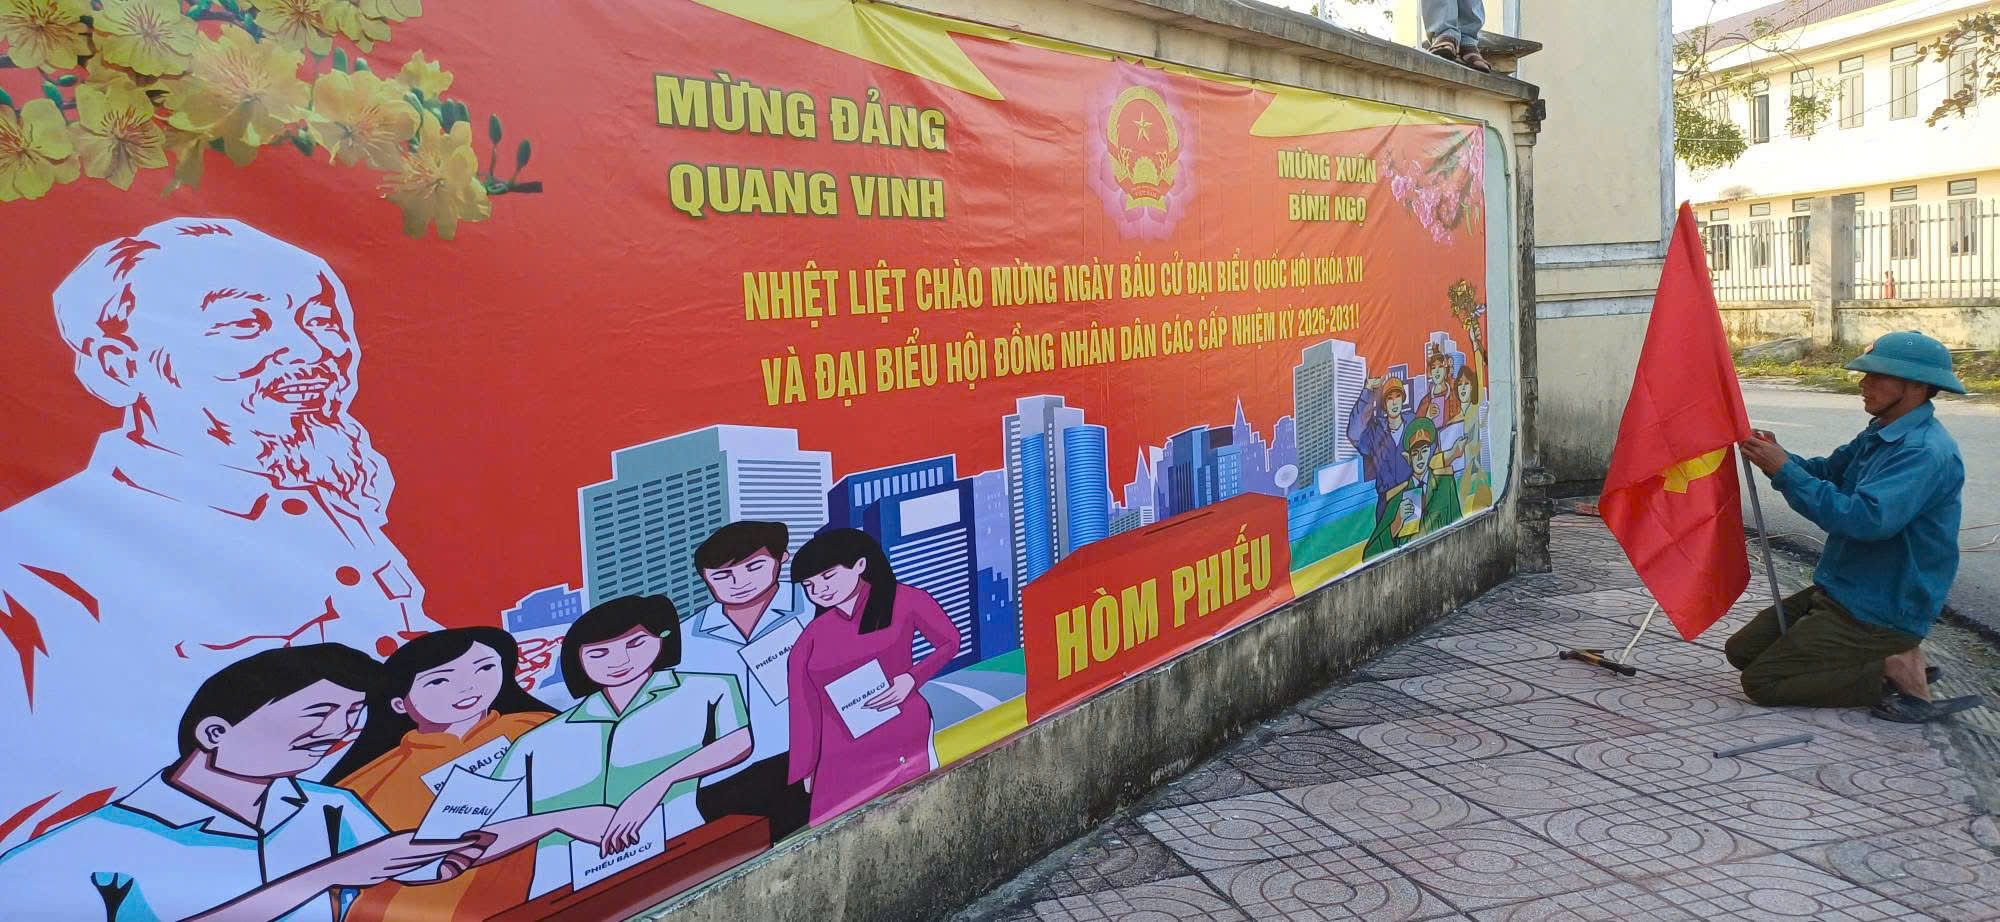 MỪNG ĐẢNG
QUANG VINH
MỪNG XUÂN
BÍNH NGỌ
NHIỆT LIỆT CHÀO MỪNG NGÀY BẦU CỬ ĐẠI BIỂU QUỐC HỘI KHÓA XVI
VÀ ĐẠI BIỂU HỘI ĐỒNG NHÂN DÂN CÁC CẤP NHIỆM KỲ 2026-2031!
HÒM PHIẾU
PHIẾU BẦU
PHIẾU BẦU CỬ
BẦU CỬ
PHIẾU BẦU
PHIẾU BẦU CỬ